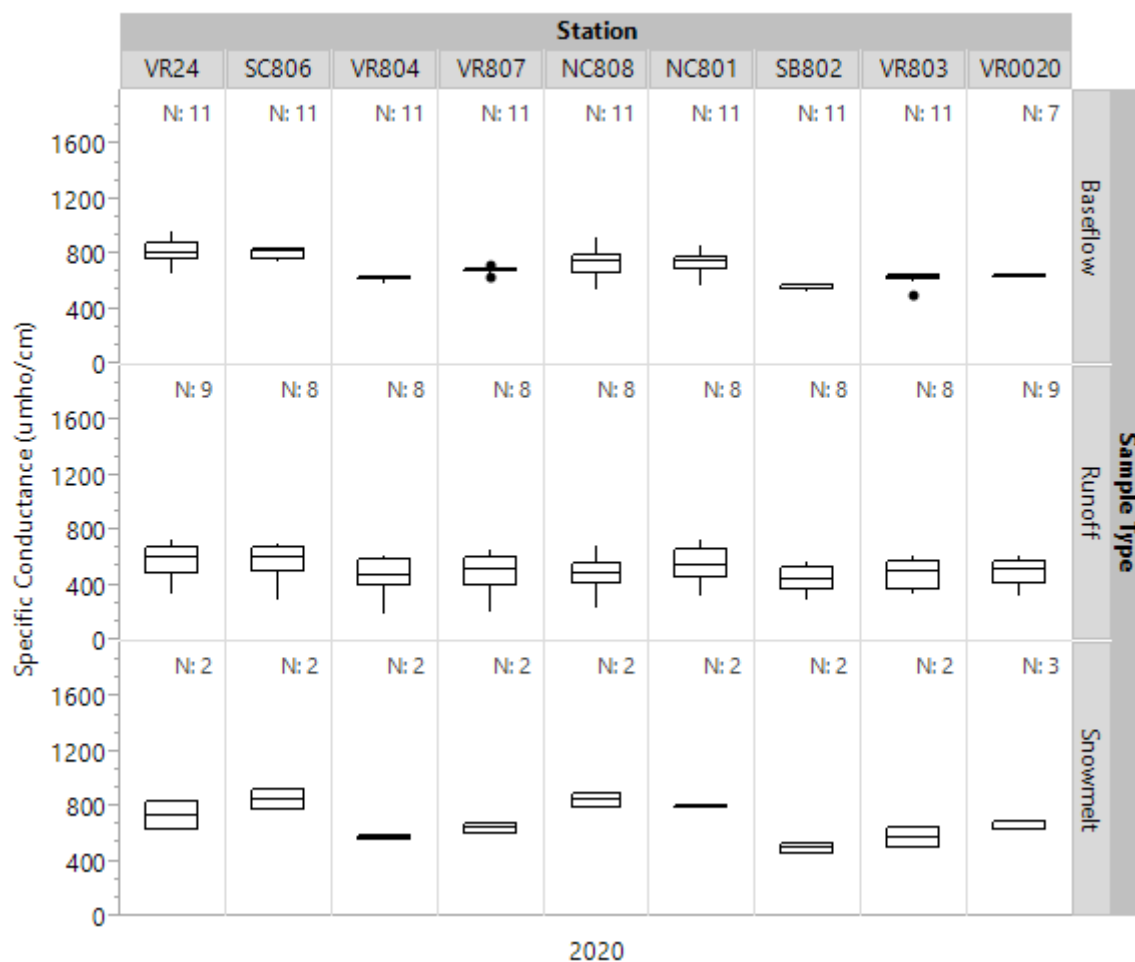 Station
VR24 SC806 VR804 VR807 NC808 NC801 SB802 VR803 VR0020
N: 11 N: 11 N: 11 N: 11 N: 11 N: 11 N: 11 N: 11 N: 7
1600
1200
800
400
0
Baseflow
N: 9 N: 8 N: 8 N: 8 N: 8 N: 8 N: 8 N: 8 N: 9
1600
1200
800
400
0
Runoff
N: 2 N: 2 N: 2 N: 2 N: 2 N: 2 N: 2 N: 2 N: 3
1600
1200
800
400
0
Snowmelt
Specific Conductance (umho/cm)
Sample Type
2020